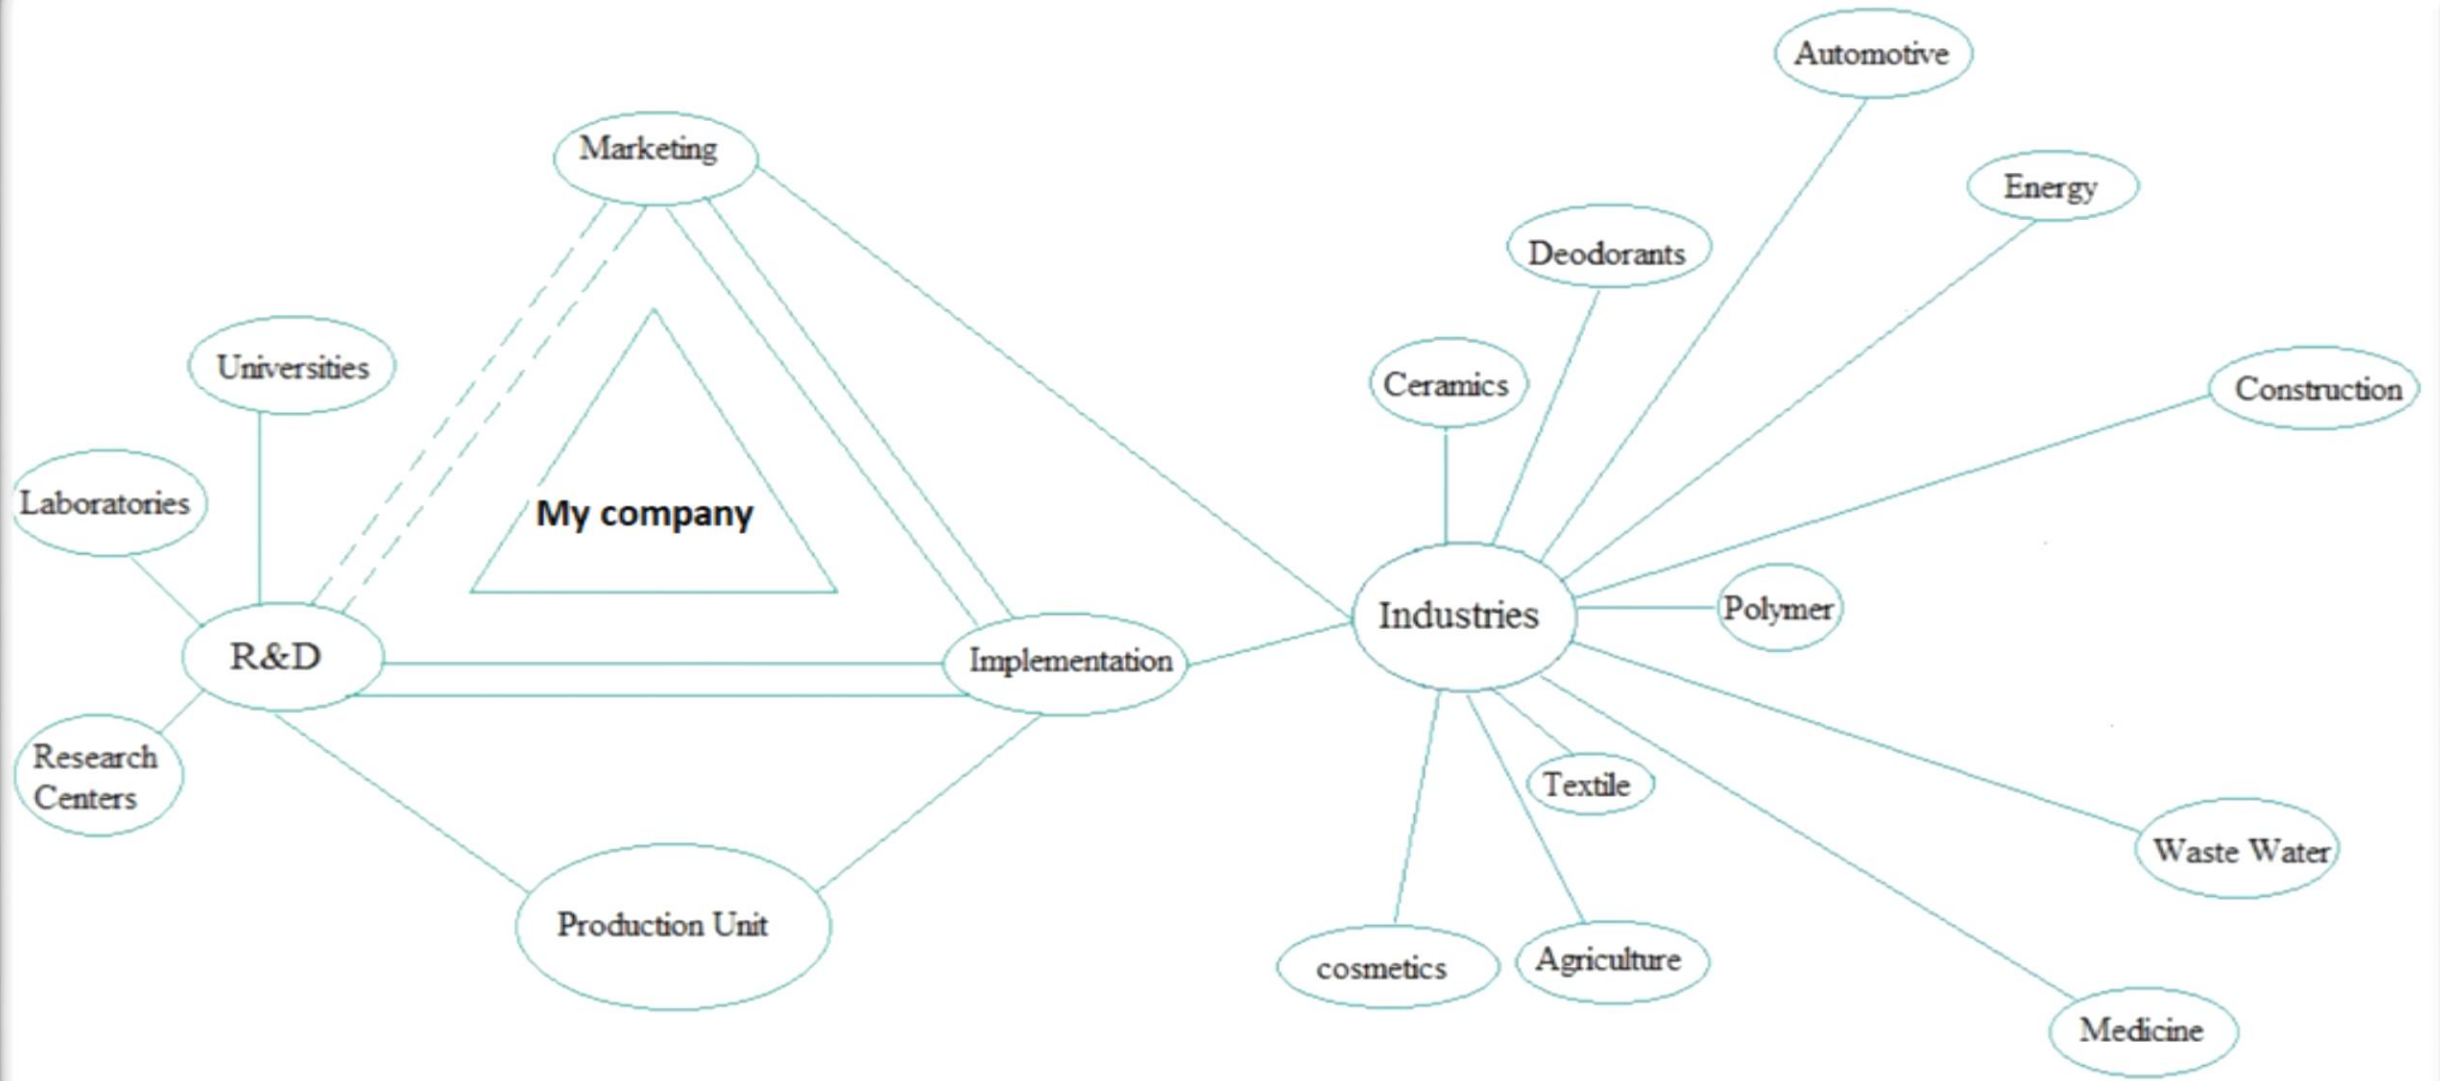 Automotive
Marketing
Energy
Deodorants
Universities
Ceramics
Construction
Laboratories
My company
Industries
Polymer
R&D
Implementation
Research
Centers
Textile
Waste Water
Production Unit
cosmetics
Agriculture
Medicine